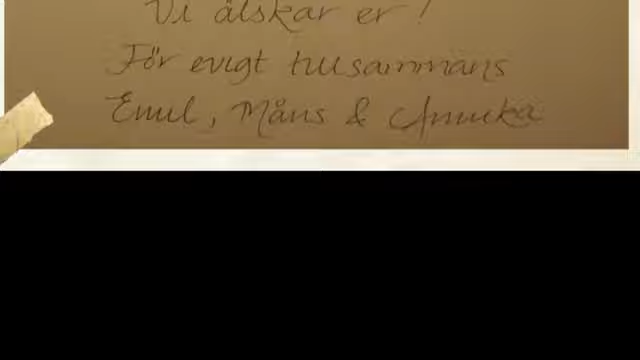 Vi älskar er!
För evigt tillsammans
Emil, Måns & Annika